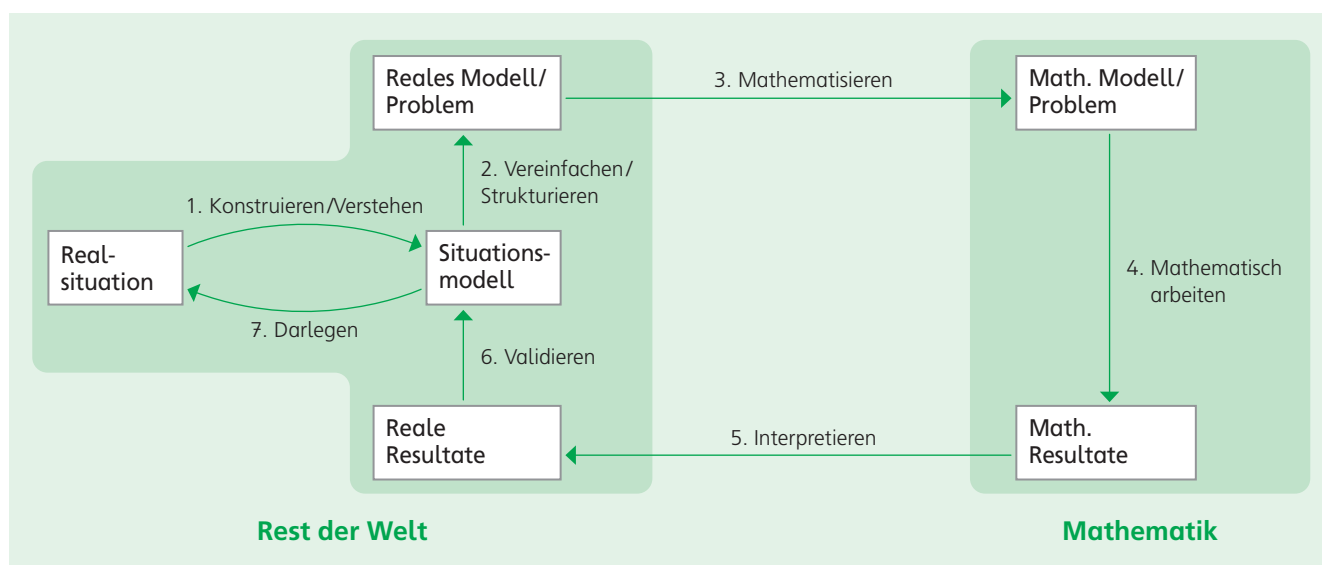 Reales Modell/
Problem
3. Mathematisieren
Math. Modell/
Problem
2. Vereinfachen/
Strukturieren
1. Konstruieren/Verstehen
Real-
situation
Situations-
modell
4. Mathematisch
arbeiten
7. Darlegen
6. Validieren
Reale
Resultate
5. Interpretieren
Math.
Resultate
Rest der Welt
Mathematik